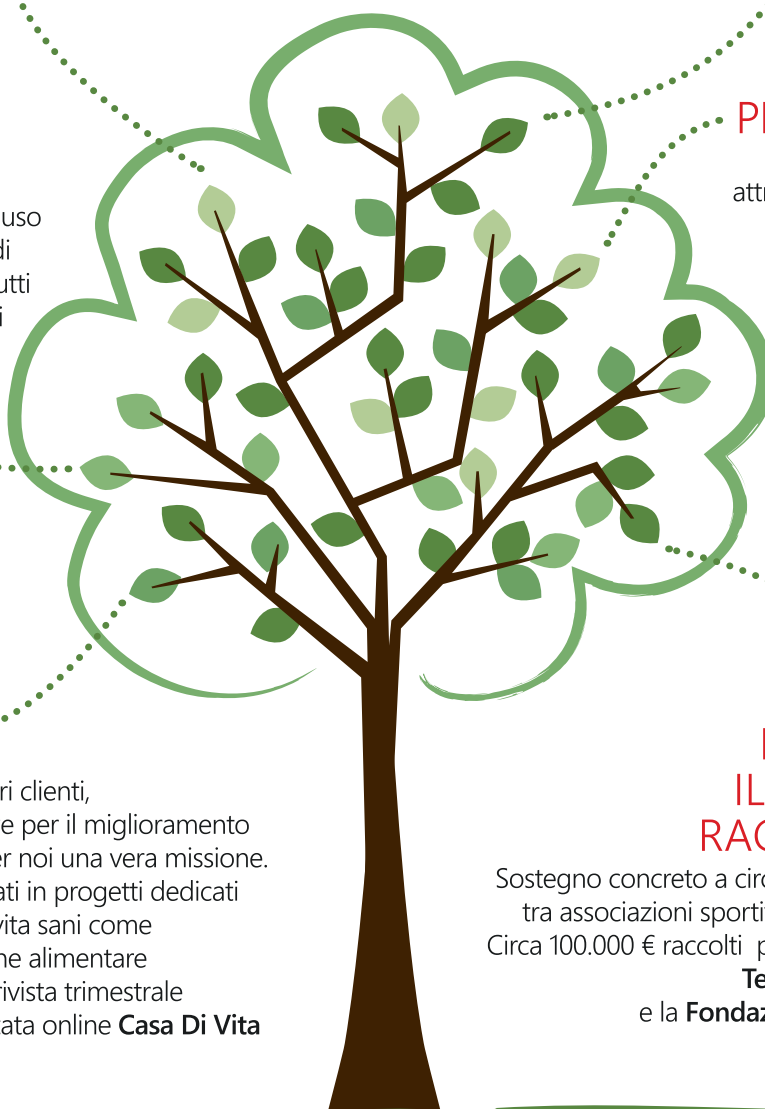 uso
di
utti
i
PI
attr
ri clienti,
e per il miglioramento
er noi una vera missione.
ati in progetti dedicati
vita sani come
ne alimentare
rivista trimestrale
tata online Casa Di Vita
IL
RAC
Sostegno concreto a circ
tra associazioni sporti
Circa 100.000 € raccolti p
Te
e la Fondaz